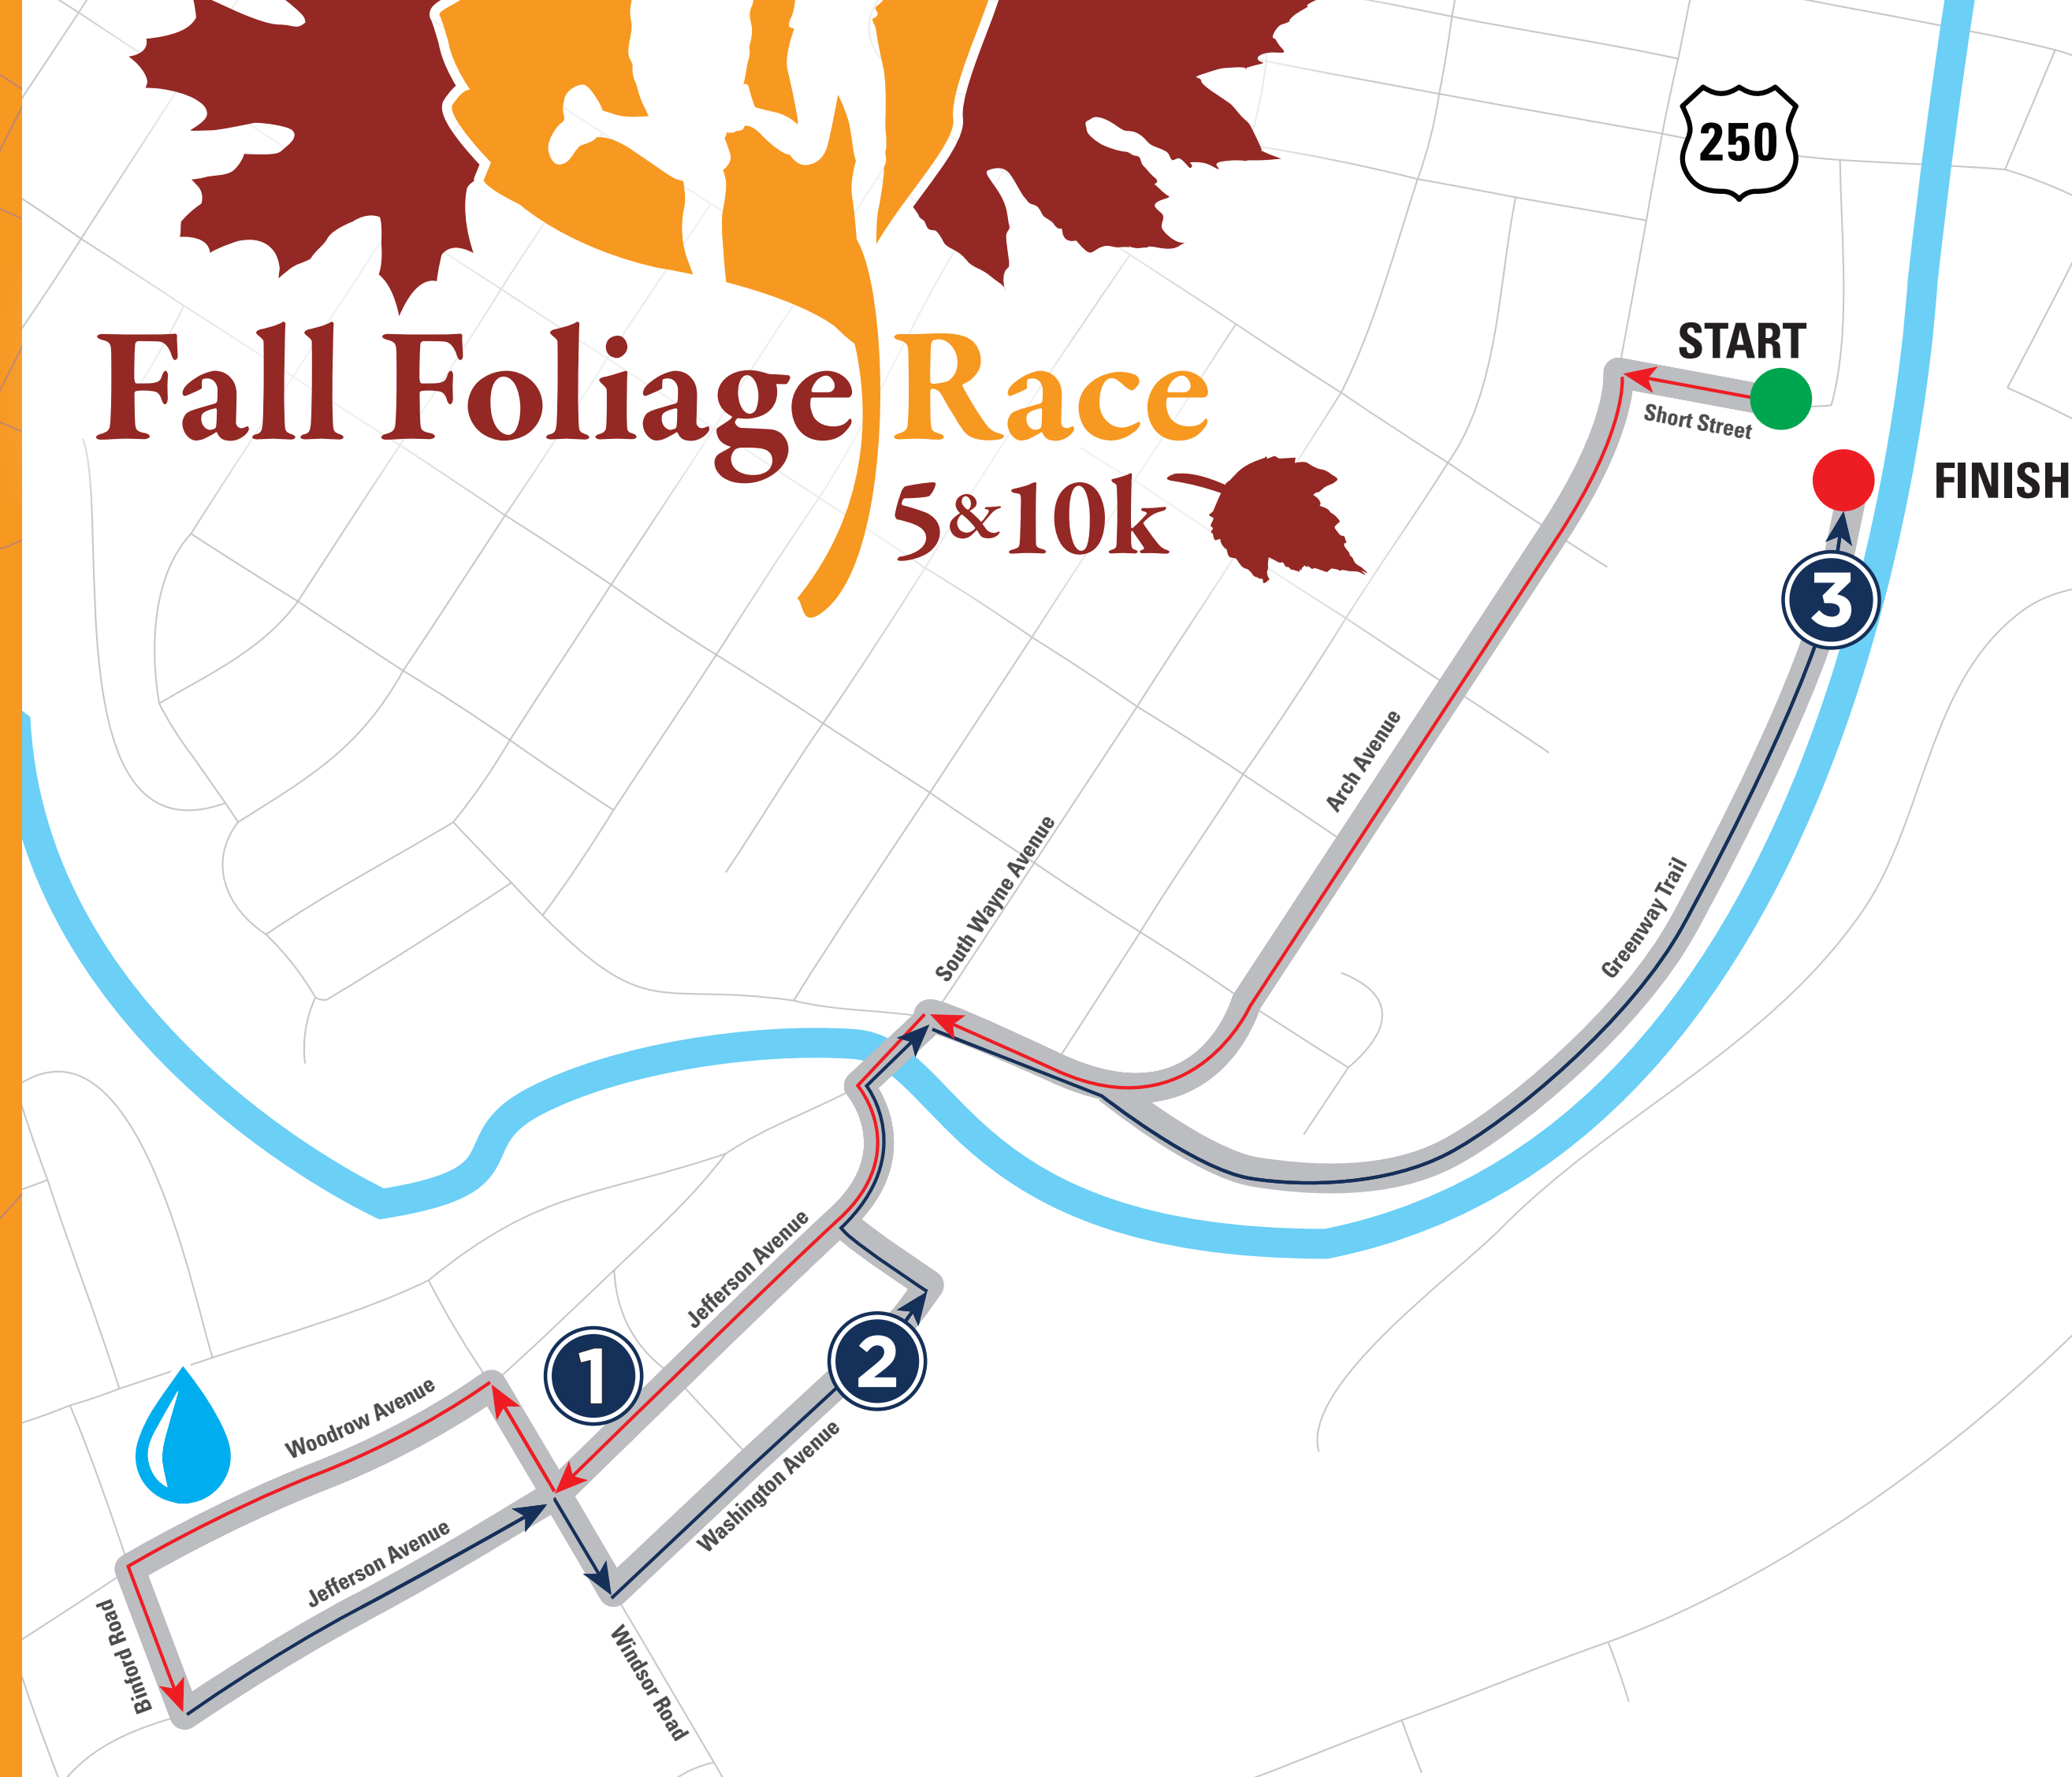 250
START
Fall Foliage Race
Short Street
5 & 10k
FINISH
3
Arch Avenue
South Wayne Avenue
Greenway Trail
Jefferson Avenue
1
2
Woodrow Avenue
Washington Avenue
Jefferson Avenue
Binford Road
Windsor Road